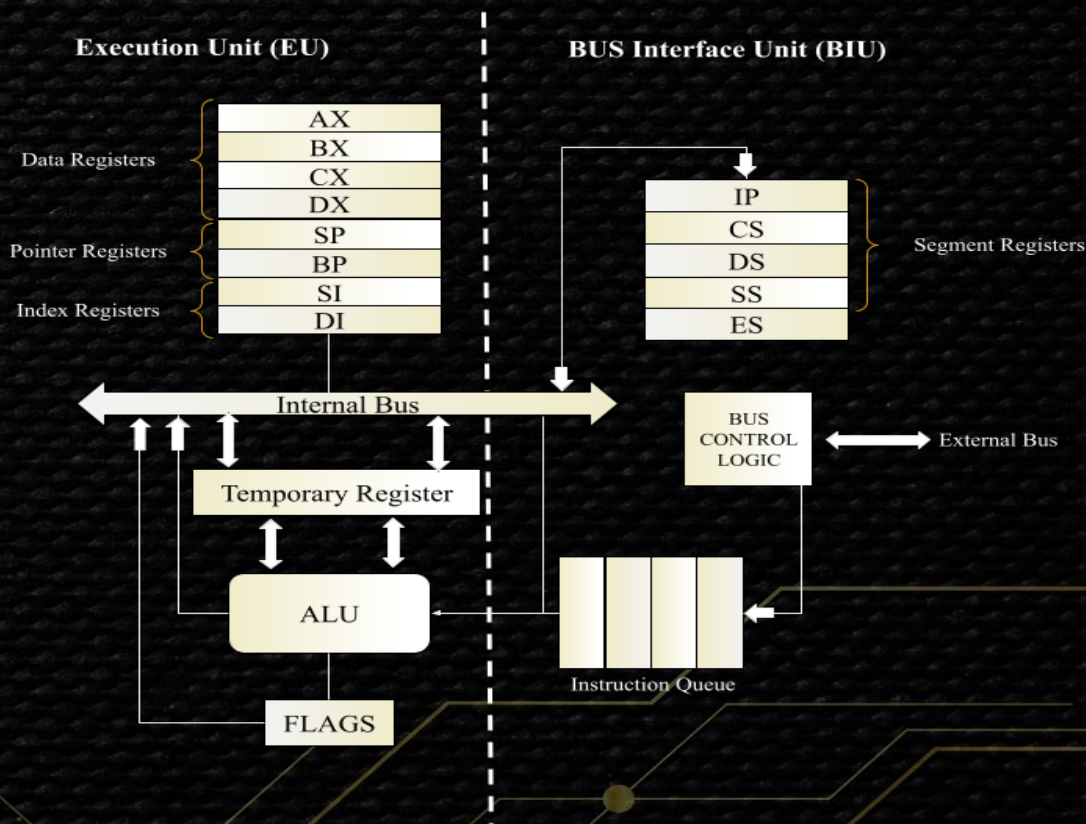 Execution Unit (EU)
BUS Interface Unit (BIU)
Data Registers
AX
BX
CX
DX
Pointer Registers
SP
BP
Index Registers
SI
DI
IP
CS
DS
SS
ES
Segment Registers
Internal Bus
BUS
CONTROL
LOGIC
External Bus
Temporary Register
ALU
Instruction Queue
FLAGS